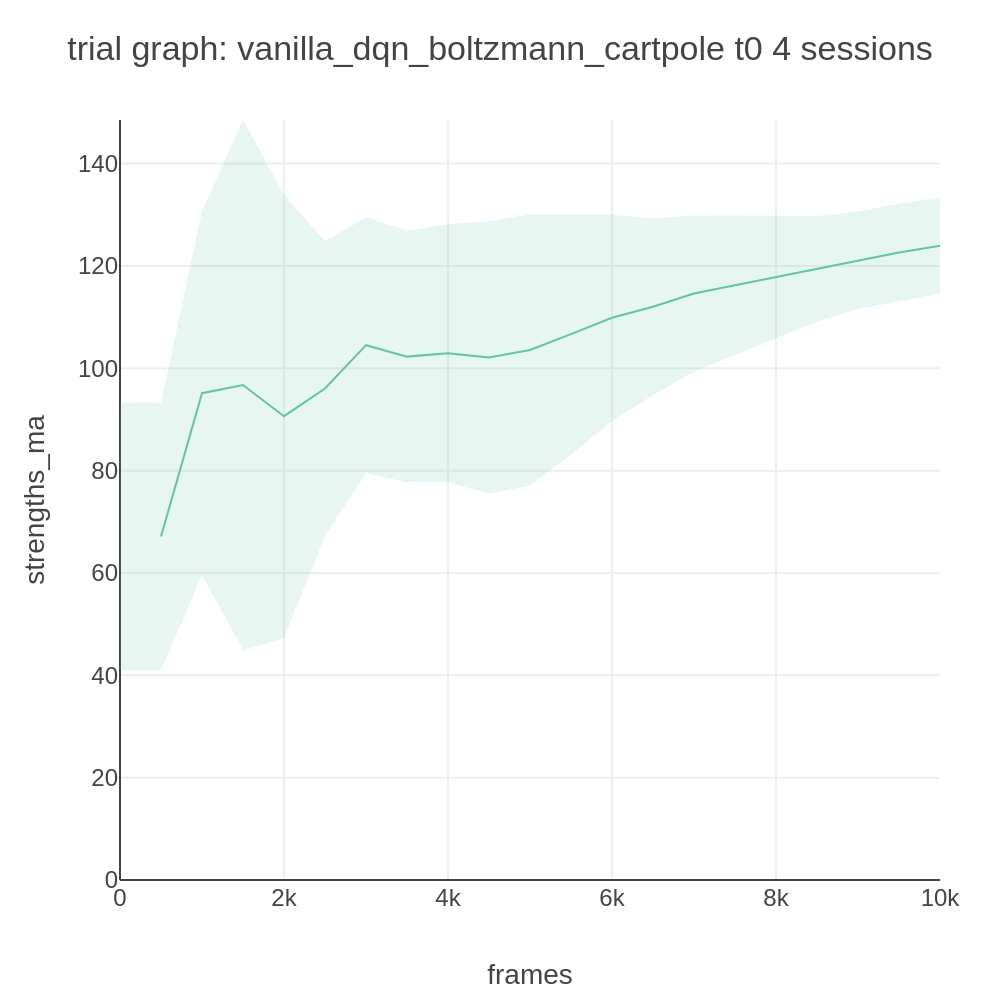 trial graph: vanilla_dqn_boltzmann_cartpole t0 4 sessions
140
120
100
80
60
40
20
0
strengths_ma
0 2k 4k 6k 8k 10k
frames